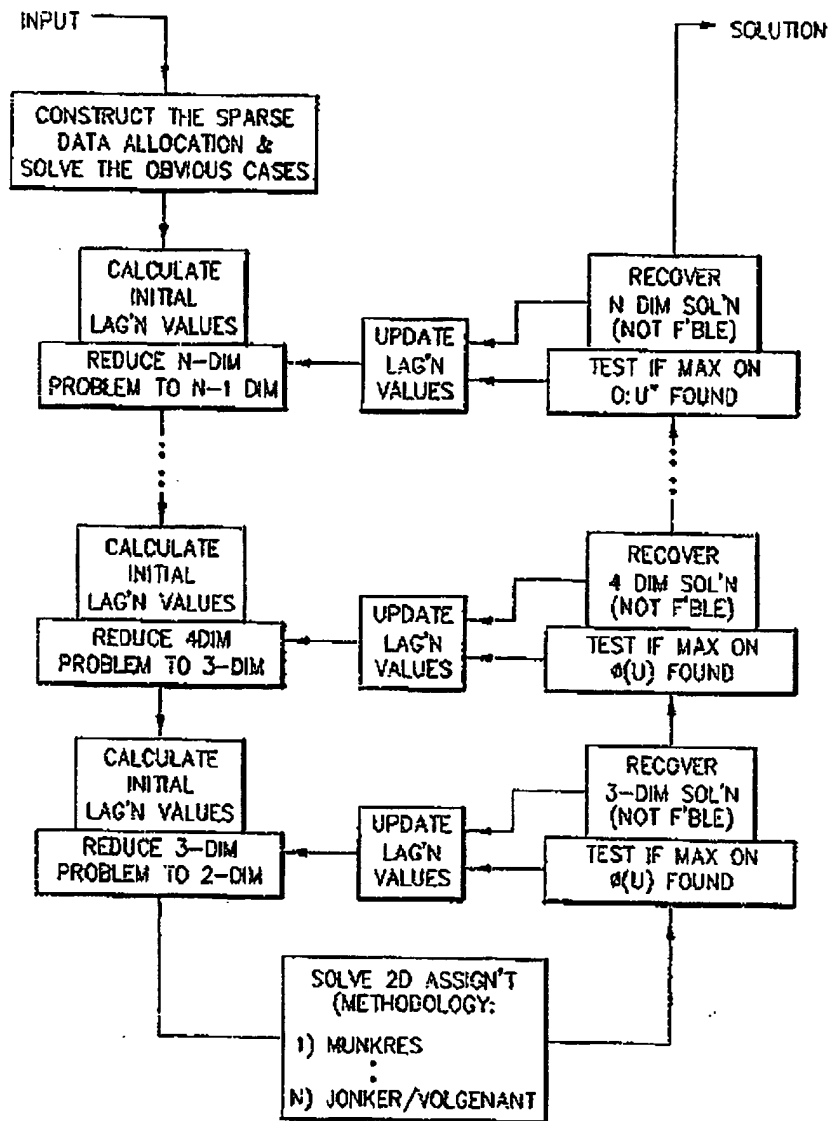 INPUT
SOLUTION
CONSTRUCT THE SPARSE
DATA ALLOCATION &
SOLVE THE OBVIOUS CASES
CALCULATE
INITIAL
LAG'N VALUES
REDUCE N-DIM
PROBLEM TO N-1 DIM
UPDATE
LAG'N
VALUES
RECOVER
N DIM SOL'N
(NOT F'BLE)
TEST IF MAX ON
O:U* FOUND
CALCULATE
INITIAL
LAG'N VALUES
REDUCE 4DIM
PROBLEM TO 3-DIM
UPDATE
LAG'N
VALUES
RECOVER
4 DIM SOL'N
(NOT F'BLE)
TEST IF MAX ON
ø(U) FOUND
CALCULATE
INITIAL
LAG'N VALUES
REDUCE 3-DIM
PROBLEM TO 2-DIM
UPDATE
LAG'N
VALUES
RECOVER
3-DIM SOL'N
(NOT F'BLE)
TEST IF MAX ON
ø(U) FOUND
SOLVE 2D ASSIGN'T
(METHODOLOGY:
1) MUNKRES
⋮
N) JONKER/VOLGENANT